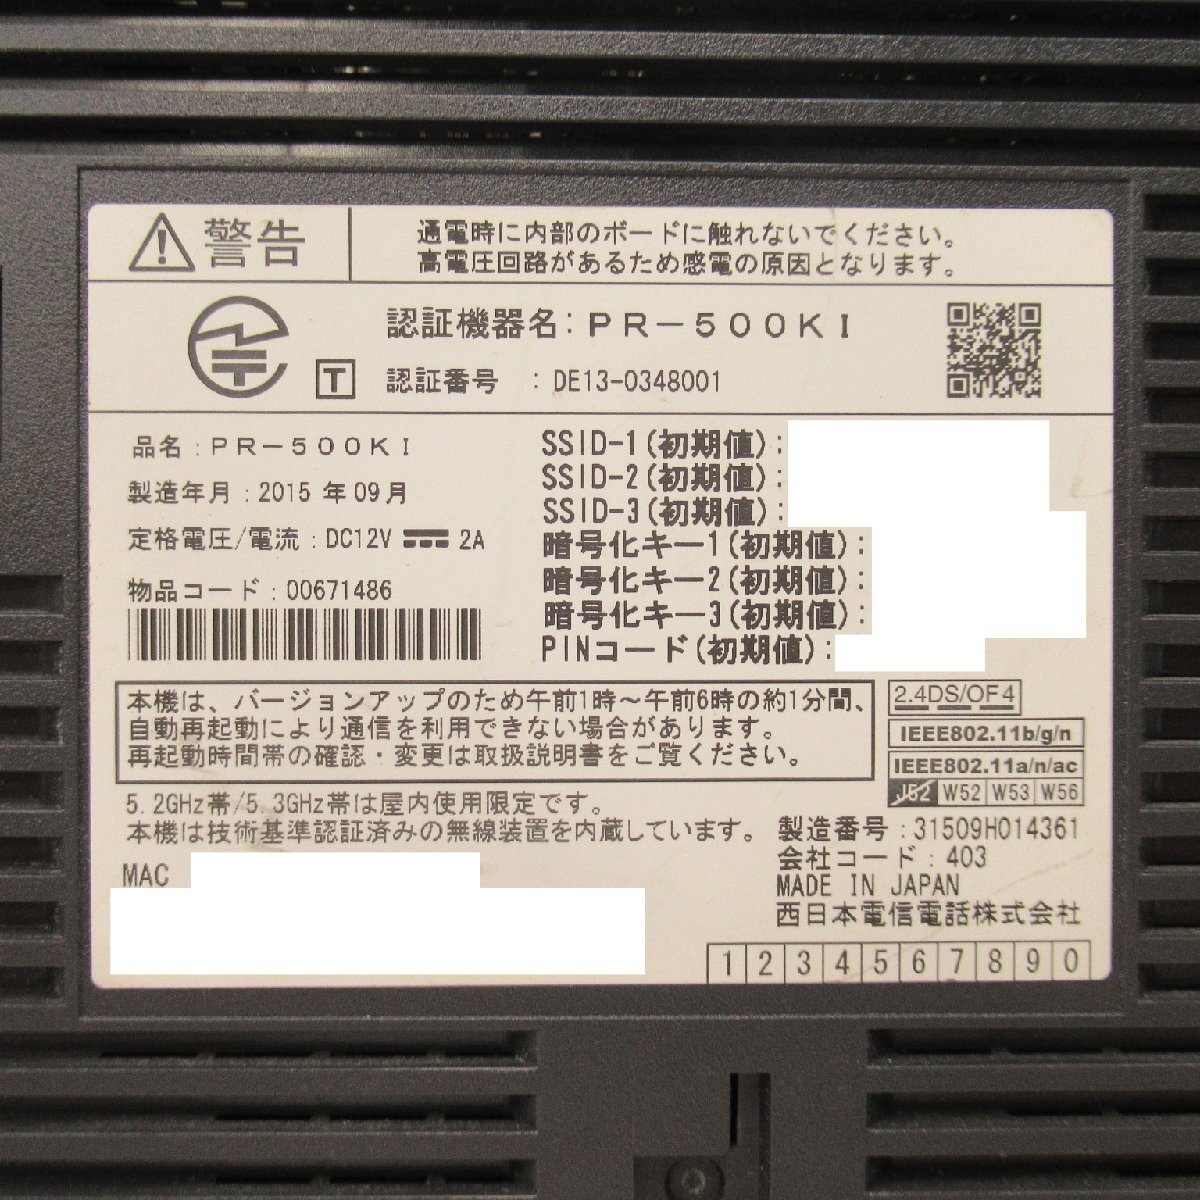 警告
通電時に内部のボードに触れないでください。
高電圧回路があるため感電の原因となります。
認証機器名：ＰＲ－５００ＫＩ
T 認証番号 : DE13-0348001
品名：ＰＲ－５００ＫＩ
製造年月：2015 年 09月
定格電圧/電流：DC12V 2A
物品コード：00671486
SSID-1(初期値)：
SSID-2(初期値)：
SSID-3(初期値)：
暗号化キー1(初期値)：
暗号化キー2(初期値)：
暗号化キー3(初期値)：
PINコード(初期値)：
本機は、バージョンアップのため午前1時～午前6時の約1分間、
自動再起動により通信を利用できない場合があります。
再起動時間帯の確認・変更は取扱説明書をご覧ください。
2.4DS/OF4
IEEE802.11b/g/n
IEEE802.11a/n/ac
J52 W52 W53 W56
5.2GHz帯/5.3GHz帯は屋内使用限定です。
本機は技術基準認証済みの無線装置を内蔵しています。
MAC
製造番号：31509H014361
会社コード：403
MADE IN JAPAN
西日本電信電話株式会社
1 2 3 4 5 6 7 8 9 0